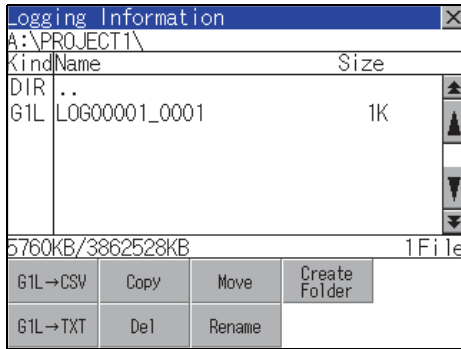 Logging Information
A:\PROJECT1\
Kind Name Size
DIR ..
G1L LOG00001_0001 1K
5760KB/3862528KB 1File
G1L→CSV Copy Move Create Folder
G1L→TXT Del Rename